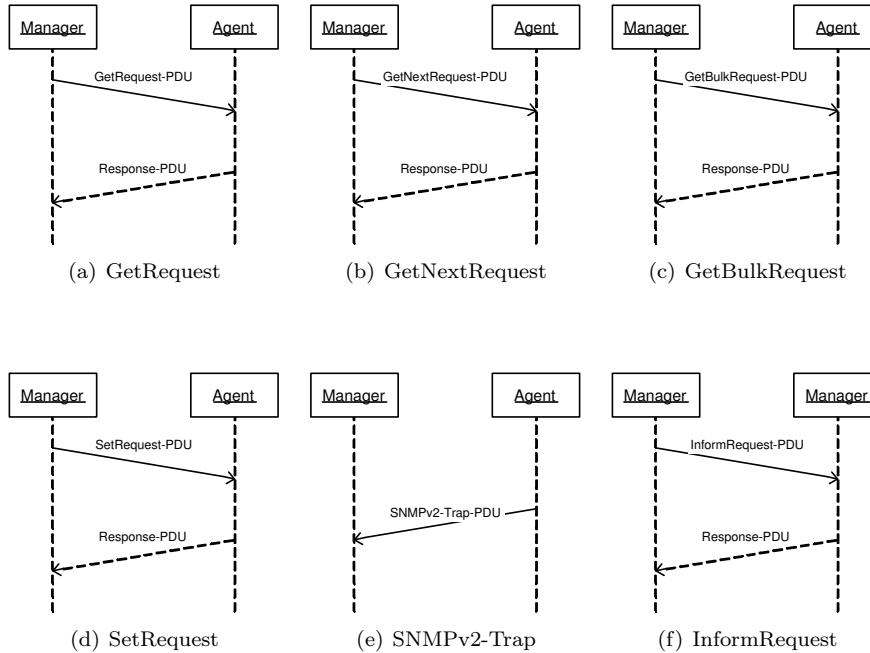 Manager Agent Manager Agent Manager Agent
GetRequest-PDU GetNextRequest-PDU GetBulkRequest-PDU
Response-PDU Response-PDU Response-PDU
(a) GetRequest (b) GetNextRequest (c) GetBulkRequest
Manager Agent Manager Agent Manager Manager
SetRequest-PDU InformRequest-PDU
SNMPv2-Trap-PDU
Response-PDU Response-PDU
(d) SetRequest (e) SNMPv2-Trap (f) InformRequest